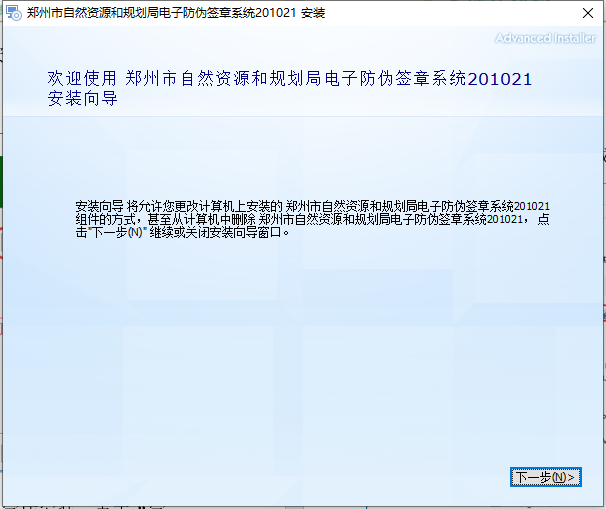 郑州市自然资源和规划局电子防伪签章系统201021 安装
Advanced Installer
欢迎使用 郑州市自然资源和规划局电子防伪签章系统201021
安装向导
安装向导 将允许您更改计算机上安装的 郑州市自然资源和规划局电子防伪签章系统201021
组件的方式，甚至从计算机中删除 郑州市自然资源和规划局电子防伪签章系统201021，点
击"下一步(N)" 继续或关闭安装向导窗口。
下一步(N)>